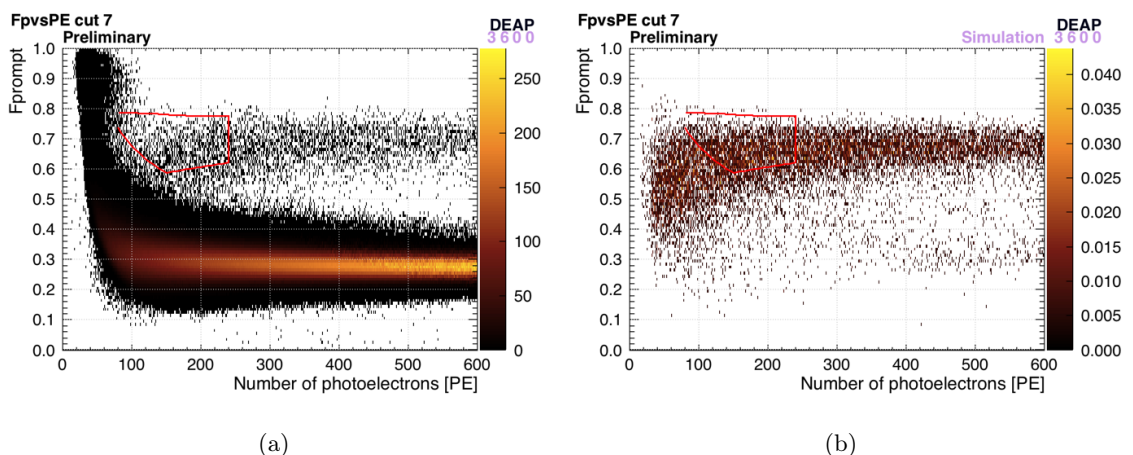 FpvsPE cut 7
DEAP
Preliminary
3600
Fprompt
1.0
0.9
0.8
0.7
0.6
0.5
0.4
0.3
0.2
0.1
0.0
0 100 200 300 400 500 600
Number of photoelectrons [PE]
250
200
150
100
50
0
(a)
FpvsPE cut 7
DEAP
Preliminary
Simulation 3600
Fprompt
1.0
0.9
0.8
0.7
0.6
0.5
0.4
0.3
0.2
0.1
0.0
0 100 200 300 400 500 600
Number of photoelectrons [PE]
0.040
0.035
0.030
0.025
0.020
0.015
0.010
0.005
0.000
(b)